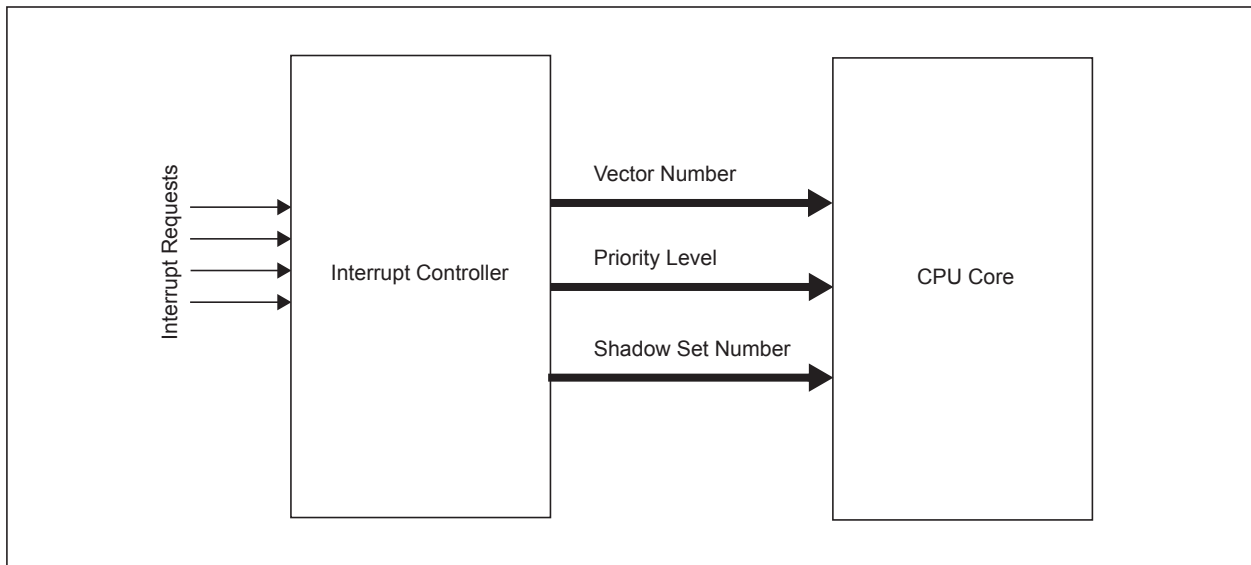 Interrupt Requests
Interrupt Controller
Vector Number
Priority Level
Shadow Set Number
CPU Core